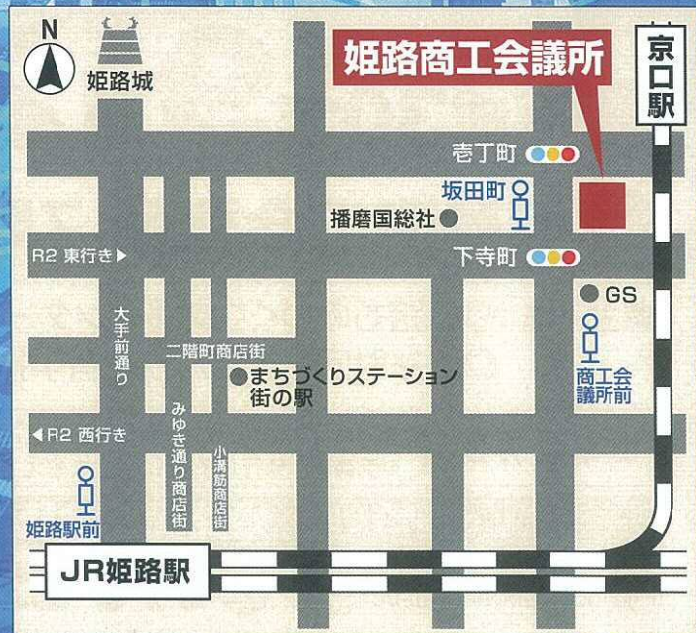 N
姫路城
姫路商工会議所
京口駅
壱丁町
坂田町
播磨国総社
R2 東行き▶
下寺町
GS
大手前通り
二階町商店街
商工会
議所前
まちづくりステーション
街の駅
◀R2 西行き
みゆき通り商店街
小溝筋商店街
姫路駅前
JR姫路駅